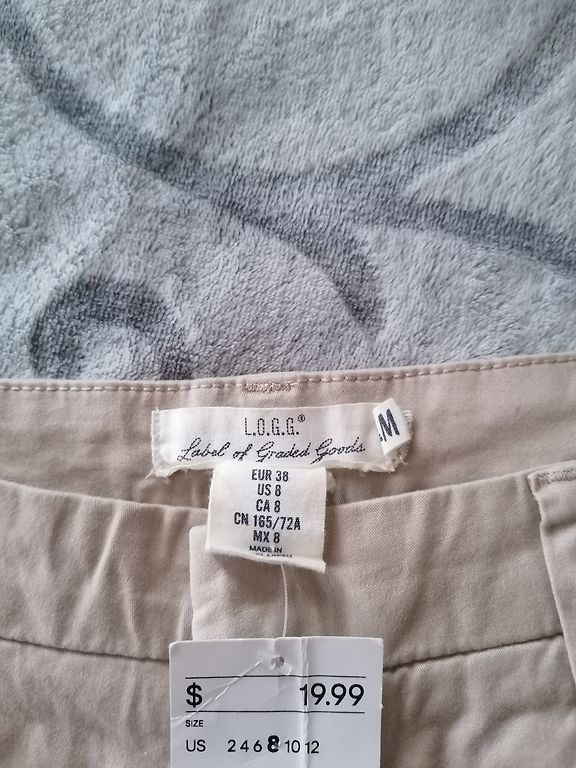 L.O.G.G.®
Label of Graded Goods
M
EUR 38
US 8
CA 8
CN 165/72A
MX 8
MADE IN
$ 19.99
SIZE
US 2 4 6 8 10 12